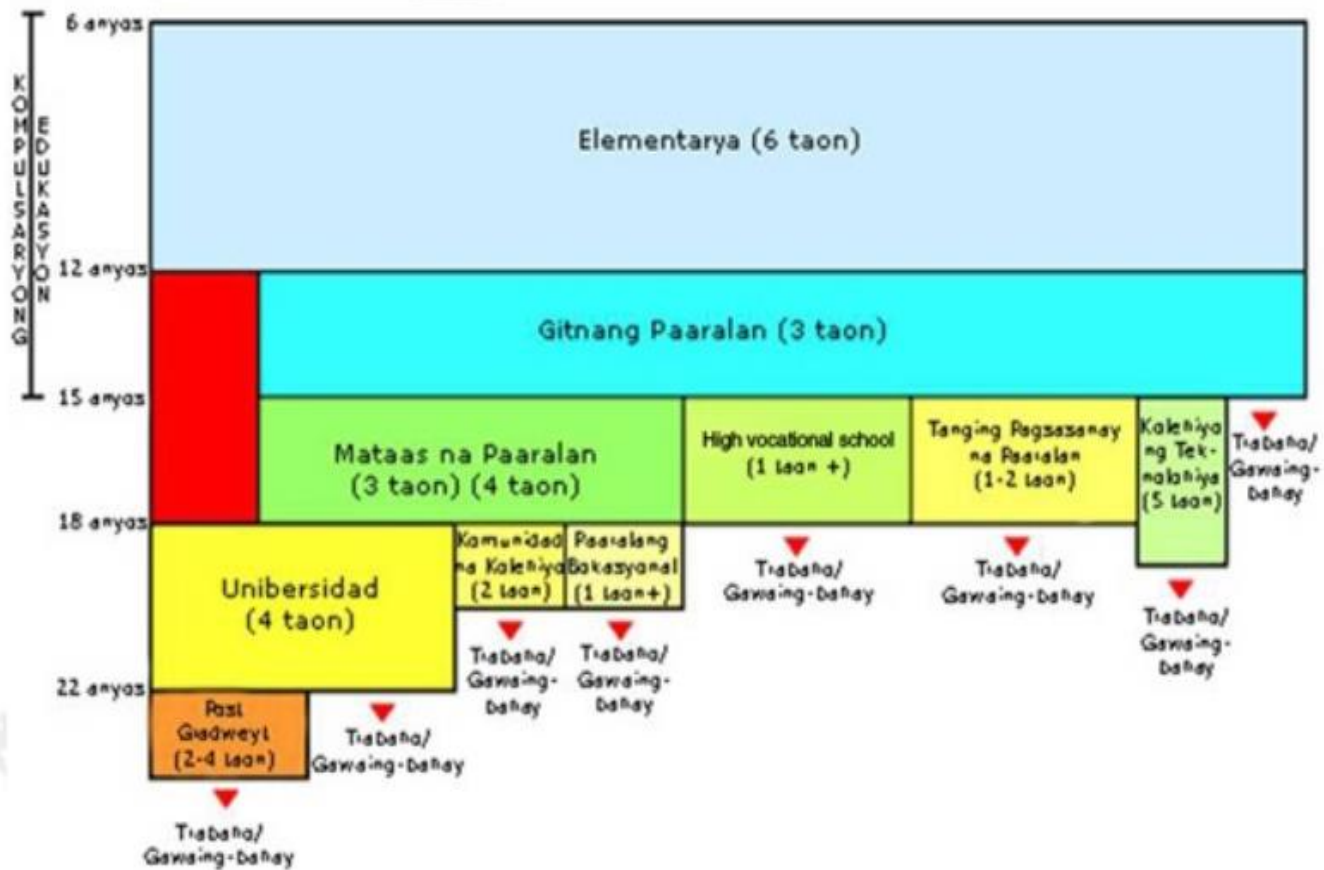 6 anyos
KOMPULSARYONG
EDUKASYON
Elementarya (6 taon)
12 anyos
Gitnang Paaralan (3 taon)
15 anyos
Mataas na Paaralan
(3 taon) (4 taon)
High vocational school
(1 taon +)
Tanging Pagsasanay
na Paaralan
(1-2 taon)
Kolehiyo
ng Tek-
nolohiya
(5 taon)
Trabaho/
Gawaing-
bahay
18 anyos
Unibersidad
(4 taon)
Komunidad
na Kolehiyo
(2 taon)
Paaralang
Bokasyonal
(1 taon+)
Trabaho/
Gawaing-bahay
Trabaho/
Gawaing-bahay
Trabaho/
Gawaing-
bahay
Trabaho/
Gawaing-
bahay
Trabaho/
Gawaing-
bahay
22 anyos
Post
Gradweyt
(2-4 taon)
Trabaho/
Gawaing-bahay
Trabaho/
Gawaing-bahay